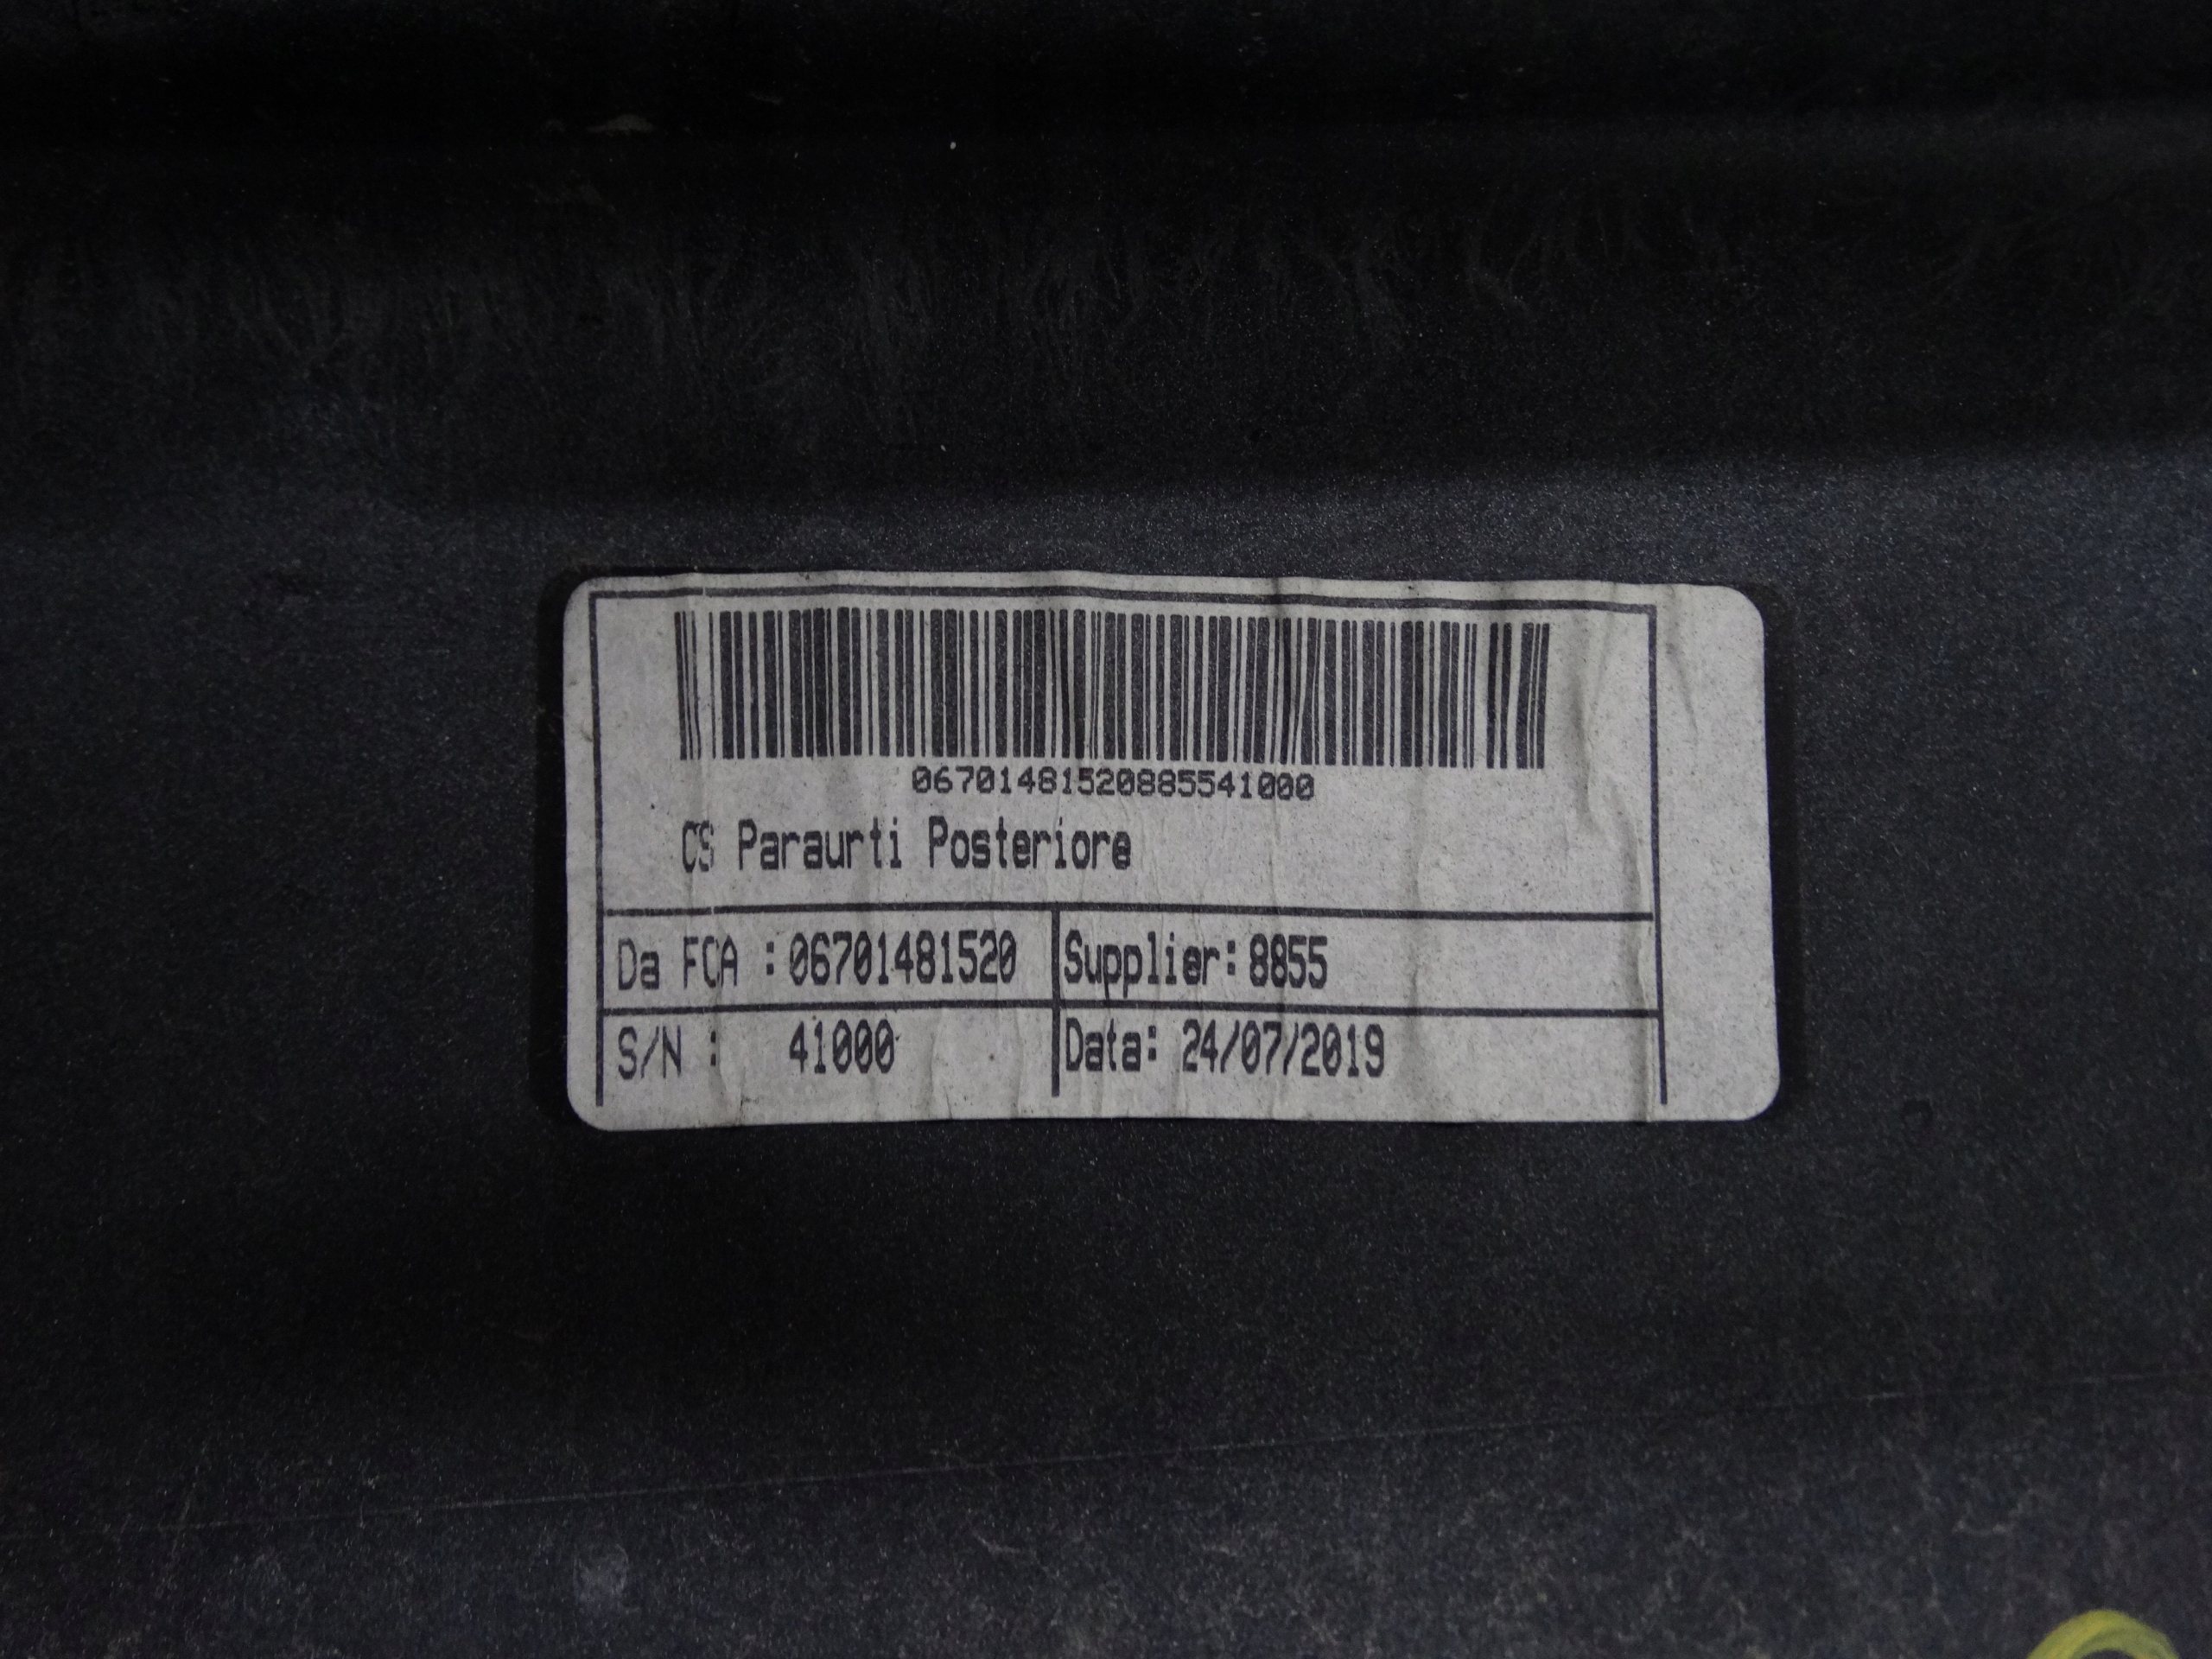 06701481520885541000
CS Paraurti Posteriore
Da FCA :06701481520 Supplier:8855
S/N : 41000 Data: 24/07/2019